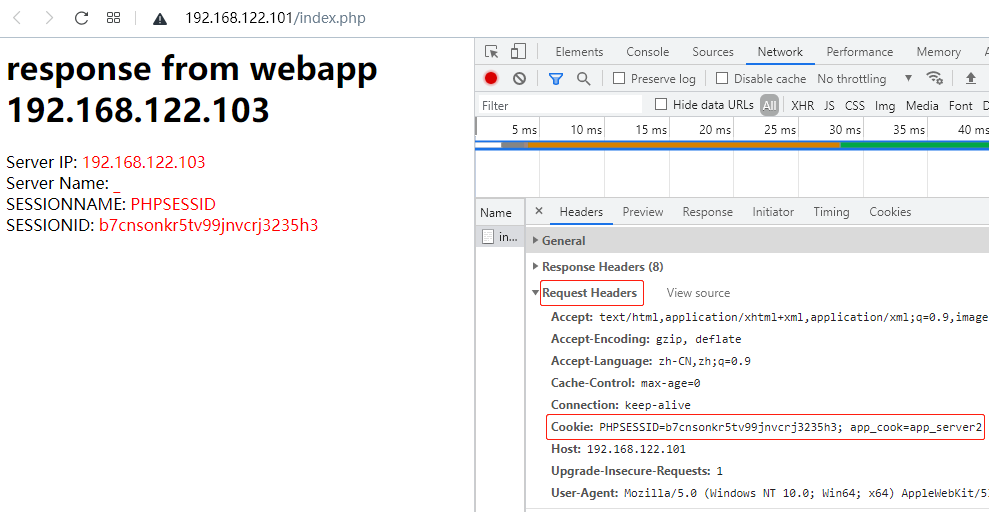 192.168.122.101/index.php
response from webapp
192.168.122.103
Server IP: 192.168.122.103
Server Name: _
SESSIONNAME: PHPSESSID
SESSIONID: b7cnsonkr5tv99jnvcrj3235h3
Elements Console Sources Network Performance Memory
Preserve log Disable cache No throttling
Filter Hide data URLs All XHR JS CSS Img Media Font D
5 ms 10 ms 15 ms 20 ms 25 ms 30 ms 35 ms 40 ms
Name × Headers Preview Response Initiator Timing Cookies
in...
General
Response Headers (8)
Request Headers View source
Accept: text/html,application/xhtml+xml,application/xml;q=0.9,image
Accept-Encoding: gzip, deflate
Accept-Language: zh-CN,zh;q=0.9
Cache-Control: max-age=0
Connection: keep-alive
Cookie: PHPSESSID=b7cnsonkr5tv99jnvcrj3235h3; app_cook=app_server2
Host: 192.168.122.101
Upgrade-Insecure-Requests: 1
User-Agent: Mozilla/5.0 (Windows NT 10.0; Win64; x64) AppleWebKit/5